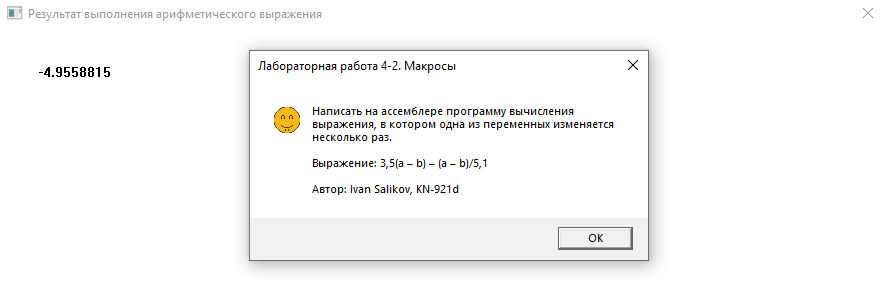 Результат выполнения арифметического выражения
-4.9558815
Лабораторная работа 4-2. Макросы
Написать на ассемблере программу вычисления
выражения, в котором одна из переменных изменяется
несколько раз.
Выражение: 3,5(a – b) – (a – b)/5,1
Автор: Ivan Salikov, KN-921d
OK